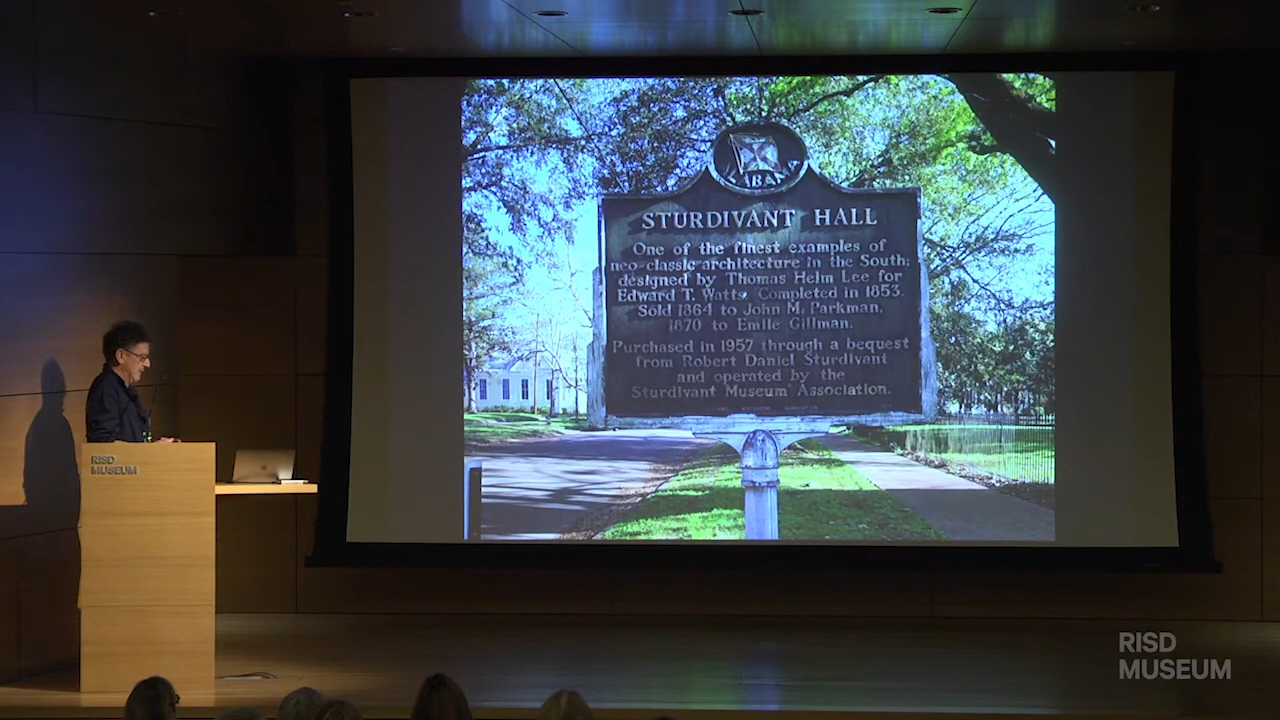 ALABAMA
STURDIVANT HALL
One of the finest examples of
neo-classic architecture in the South;
designed by Thomas Helm Lee for
Edward T. Watts. Completed in 1853.
Sold 1864 to John M. Parkman,
1870 to Emile Gillman.
Purchased in 1957 through a bequest
from Robert Daniel Sturdivant
and operated by the
Sturdivant Museum Association.
RISD
MUSEUM
RISD
MUSEUM